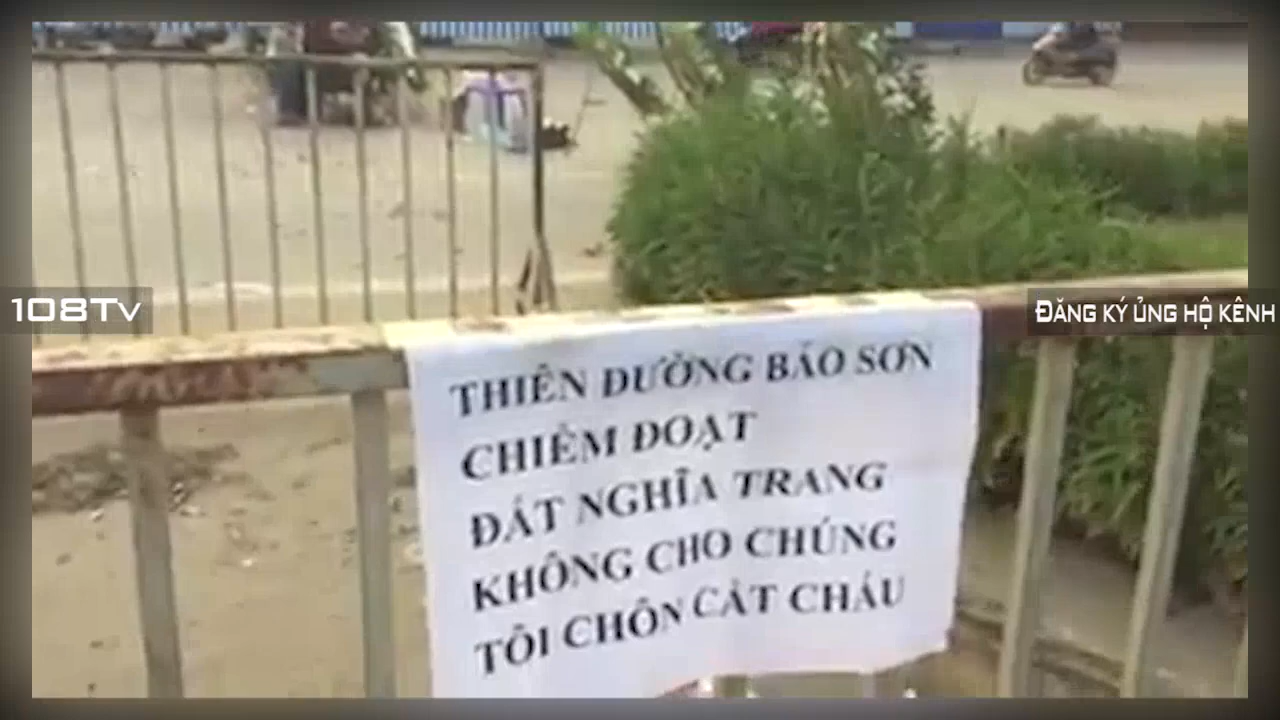 108Tv
ĐĂNG KÝ ỦNG HỘ KÊNH
THIÊN ĐƯỜNG BẢO SƠN
CHIẾM ĐOẠT
ĐẤT NGHĨA TRANG
KHÔNG CHO CHÚNG
TÔI CHÔN CẤT CHÁU